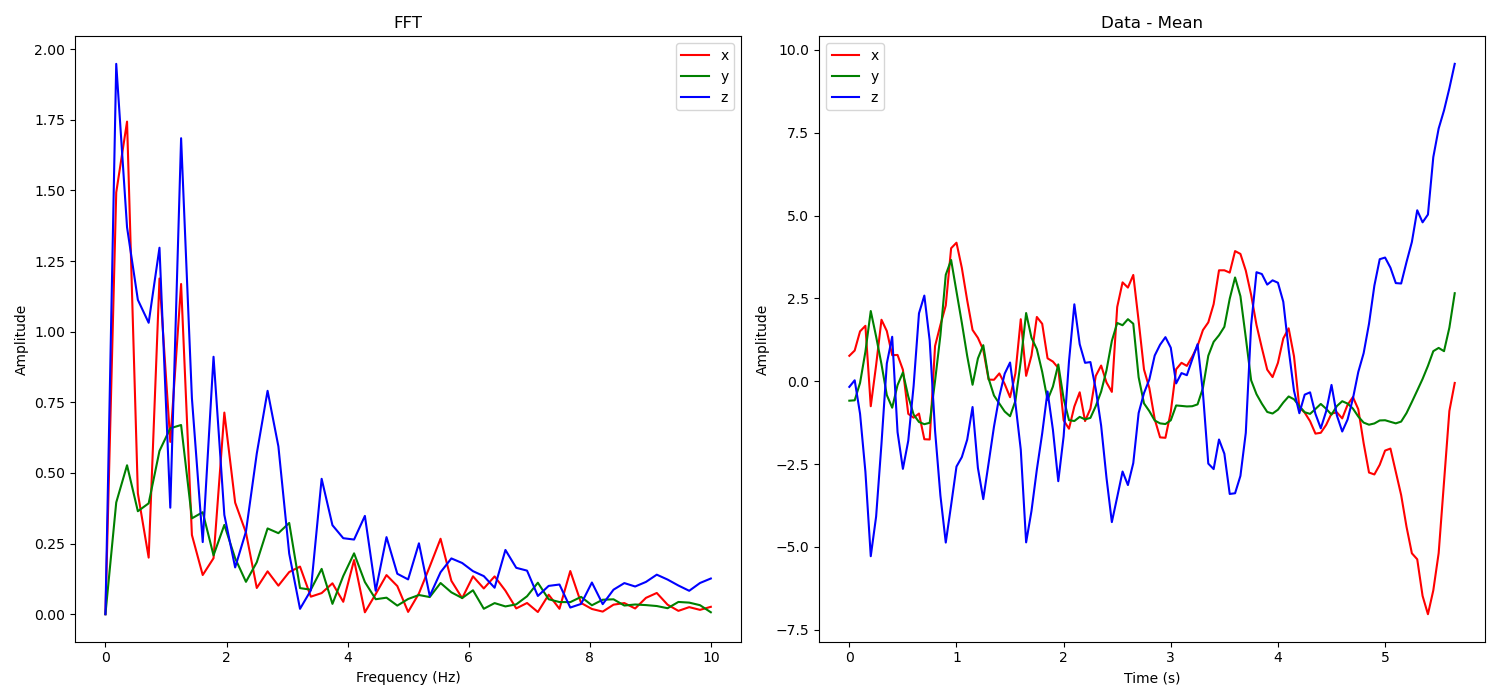 FFT
2.00
1.75
1.50
1.25
1.00
0.75
0.50
0.25
0.00
Amplitude
0
2
4
6
8
10
Frequency (Hz)
x
y
z
Data - Mean
10.0
7.5
5.0
2.5
0.0
−2.5
−5.0
−7.5
Amplitude
0
1
2
3
4
5
Time (s)
x
y
z